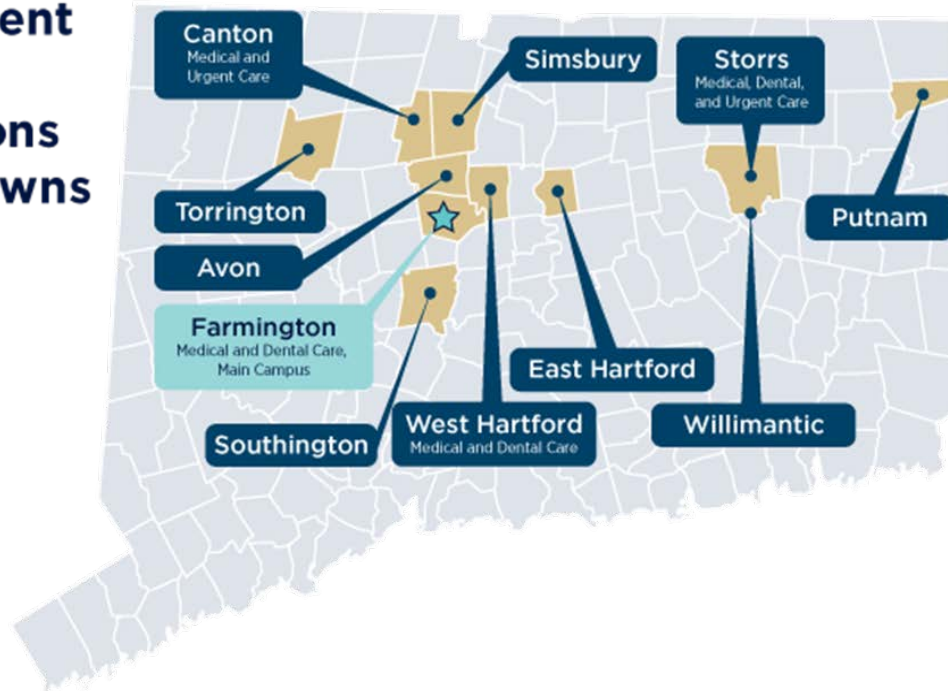 ent
ons
wns
Canton
Medical and
Urgent Care
Simsbury
Storrs
Medical, Dental,
and Urgent Care
Torrington
Putnam
Avon
Farmington
Medical and Dental Care,
Main Campus
East Hartford
West Hartford
Medical and Dental Care
Willimantic
Southington